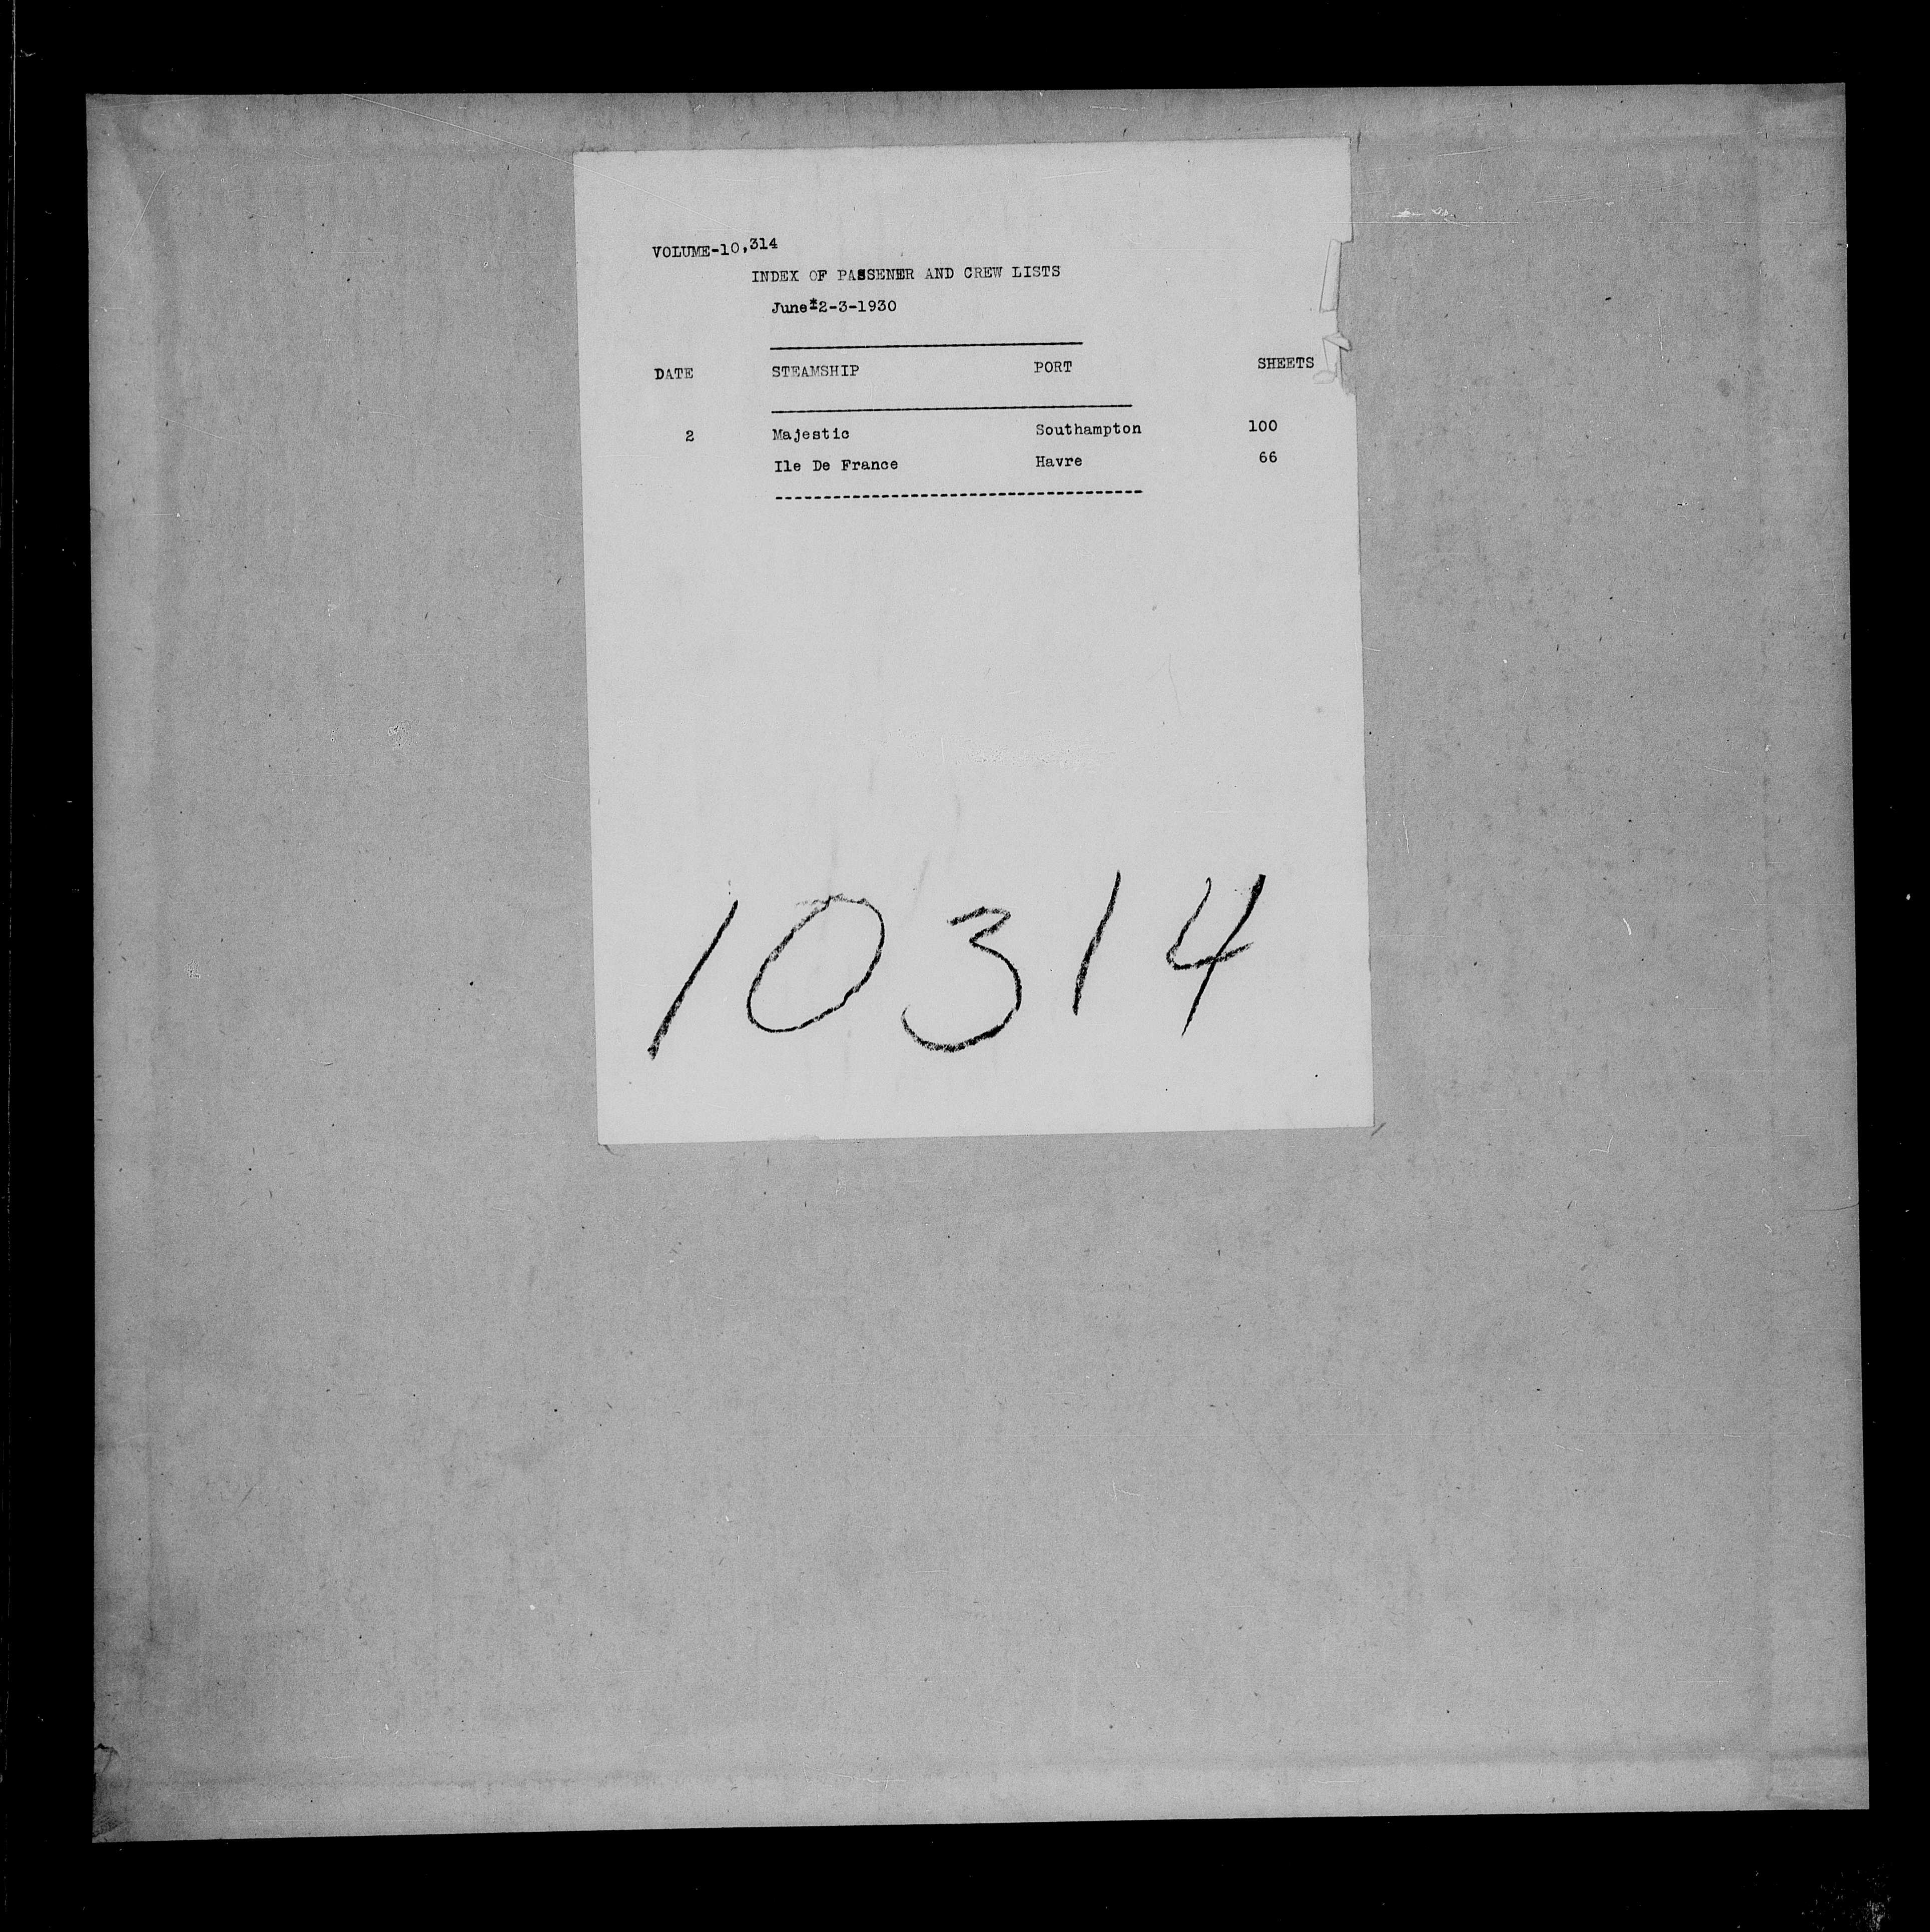 VOLUME-10,314
INDEX OF PASSENER AND CREW LISTS
June*2-3-1930
DATE STEAMSHIP PORT SHEETS
2 Majestic Southampton 100
Ile De France Havre 66
10314